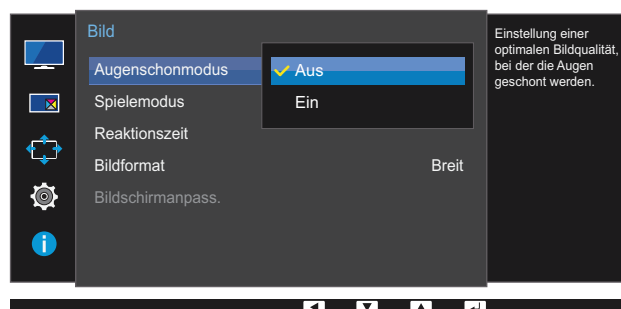 Bild
Augenschonmodus
Aus
Ein
Spielemodus
Reaktionszeit
Bildformat Breit
Bildschirmanpass.
Einstellung einer
optimalen Bildqualität,
bei der die Augen
geschont werden.